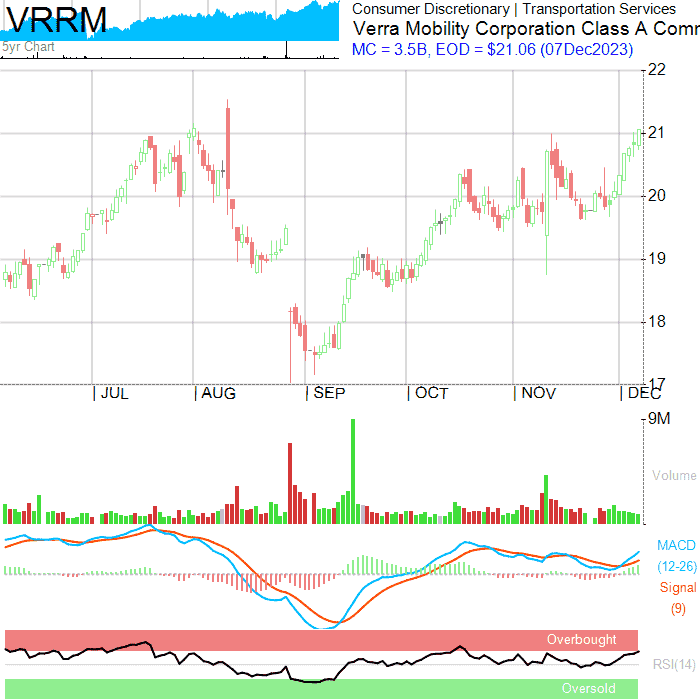 VRRM
5yr Chart
Consumer Discretionary | Transportation Services
Verra Mobility Corporation Class A Comm
MC = 3.5B, EOD = $21.06 (07Dec2023)
22
21
20
19
18
17
JUL AUG SEP OCT NOV DEC
9M
Volume
MACD
(12-26)
Signal
(9)
Overbought
RSI(14)
Oversold